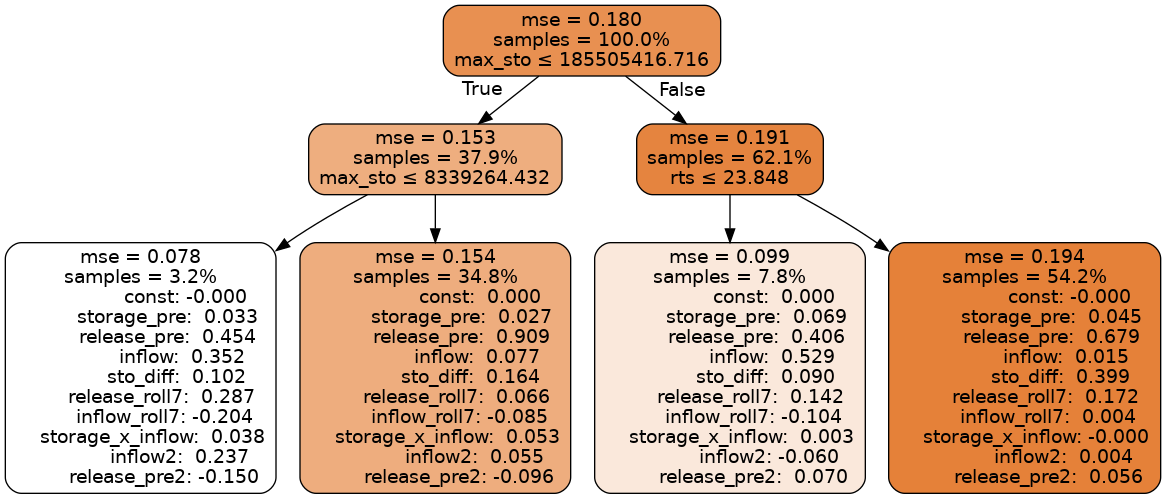 mse = 0.180
samples = 100.0%
max_sto ≤ 185505416.716
True
False
mse = 0.153
samples = 37.9%
max_sto ≤ 8339264.432
mse = 0.191
samples = 62.1%
rts ≤ 23.848
mse = 0.078
samples = 3.2%
const: -0.000
storage_pre: 0.033
release_pre: 0.454
inflow: 0.352
sto_diff: 0.102
release_roll7: 0.287
inflow_roll7: -0.204
storage_x_inflow: 0.038
inflow2: 0.237
release_pre2: -0.150
mse = 0.154
samples = 34.8%
const: 0.000
storage_pre: 0.027
release_pre: 0.909
inflow: 0.077
sto_diff: 0.164
release_roll7: 0.066
inflow_roll7: -0.085
storage_x_inflow: 0.053
inflow2: 0.055
release_pre2: -0.096
mse = 0.099
samples = 7.8%
const: 0.000
storage_pre: 0.069
release_pre: 0.406
inflow: 0.529
sto_diff: 0.090
release_roll7: 0.142
inflow_roll7: -0.104
storage_x_inflow: 0.003
inflow2: -0.060
release_pre2: 0.070
mse = 0.194
samples = 54.2%
const: -0.000
storage_pre: 0.045
release_pre: 0.679
inflow: 0.015
sto_diff: 0.399
release_roll7: 0.172
inflow_roll7: 0.004
storage_x_inflow: -0.000
inflow2: 0.004
release_pre2: 0.056